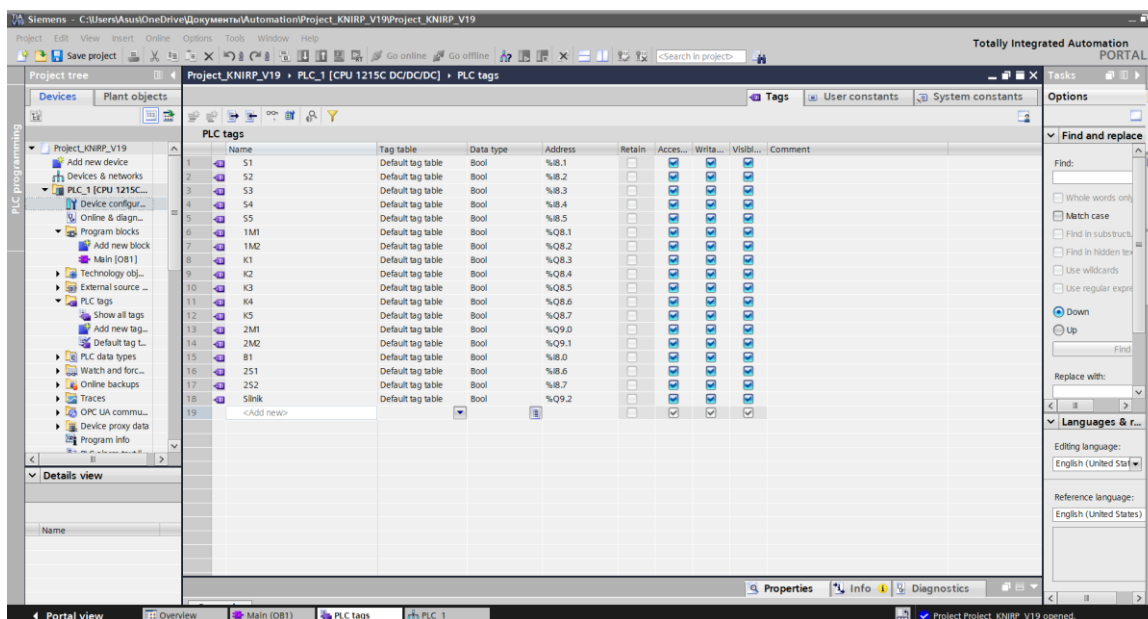 Siemens - C:\Users\Asus\OneDrive\Документы\Automation\Project_KNIRP_V19\Project_KNIRP_V19
Project Edit View Insert Online Options Tools Window Help
Totally Integrated Automation
PORTAL
Save project Go online Go offline <Search in project>
Project tree
Project_KNIRP_V19 PLC_1 [CPU 1215C DC/DC/DC] PLC tags
Tasks
Devices Plant objects
Tags User constants System constants
Options
PLC programming
PLC tags
Name Tag table Data type Address Retain Acces... Writa... Visibl... Comment
1 S1 Default tag table Bool %I8.1
2 S2 Default tag table Bool %I8.2
3 S3 Default tag table Bool %I8.3
4 S4 Default tag table Bool %I8.4
5 S5 Default tag table Bool %I8.5
6 1M1 Default tag table Bool %Q8.1
7 1M2 Default tag table Bool %Q8.2
8 K1 Default tag table Bool %Q8.3
9 K2 Default tag table Bool %Q8.4
10 K3 Default tag table Bool %Q8.5
11 K4 Default tag table Bool %Q8.6
12 K5 Default tag table Bool %Q8.7
13 2M1 Default tag table Bool %Q9.0
14 2M2 Default tag table Bool %Q9.1
15 B1 Default tag table Bool %I8.0
16 2S1 Default tag table Bool %I8.6
17 2S2 Default tag table Bool %I8.7
18 Silnik Default tag table Bool %Q9.2
19 <Add new>
Project_KNIRP_V19
Add new device
Devices & networks
PLC_1 [CPU 1215C...
Device configur...
Online & diagn...
Program blocks
Add new block
Main [OB1]
Technology obj...
External source ...
PLC tags
Show all tags
Add new tag...
Default tag t...
PLC data types
Watch and forc...
Online backups
Traces
OPC UA commu...
Device proxy data
Program info
Details view
Name
Find and replace
Find:
Whole words only
Match case
Find in substructu
Find in hidden tex
Use wildcards
Use regular expre
Down
Up
Find
Replace with:
Languages & r...
Editing language:
English (United Stat
Reference language:
English (United States)
Properties Info Diagnostics
Portal view Overview Main (OB1) PLC tags PLC_1 Project Project_KNIRP_V19 opened.